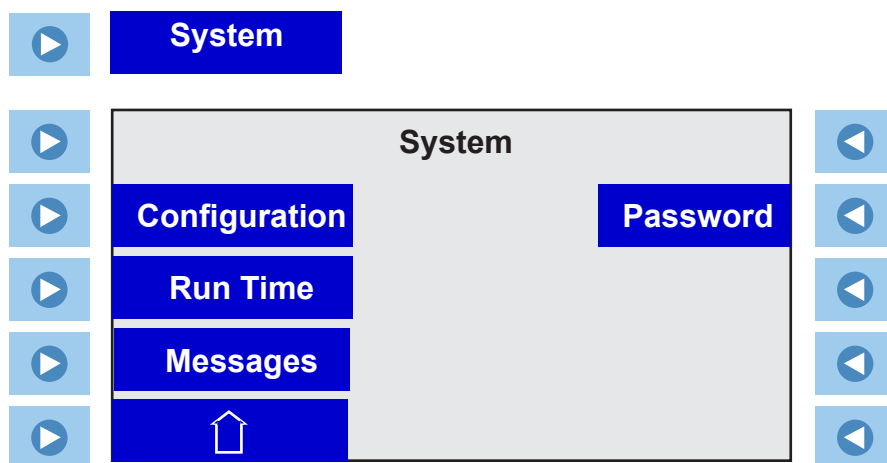 System
System
Configuration
Password
Run Time
Messages